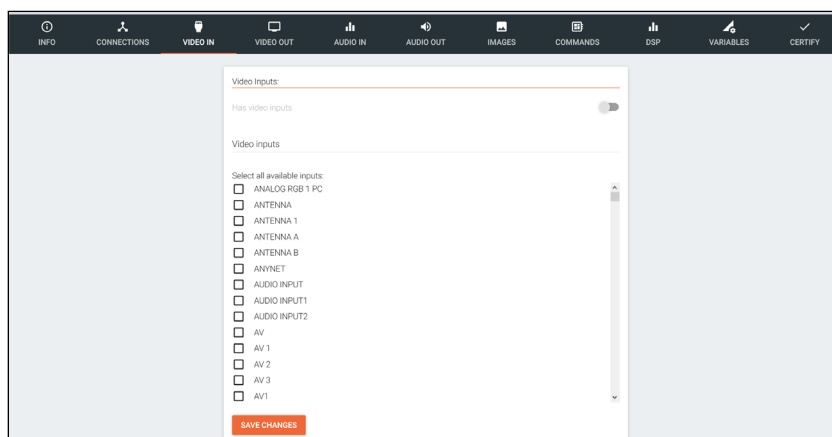 INFO CONNECTIONS VIDEO IN VIDEO OUT AUDIO IN AUDIO OUT IMAGES COMMANDS DSP VARIABLES CERTIFY
Video Inputs:
Has video inputs
Video inputs
Select all available inputs:
ANALOG RGB 1 PC
ANTENNA
ANTENNA 1
ANTENNA A
ANTENNA B
ANYNET
AUDIO INPUT
AUDIO INPUT1
AUDIO INPUT2
AV
AV 1
AV 2
AV 3
AV1
SAVE CHANGES